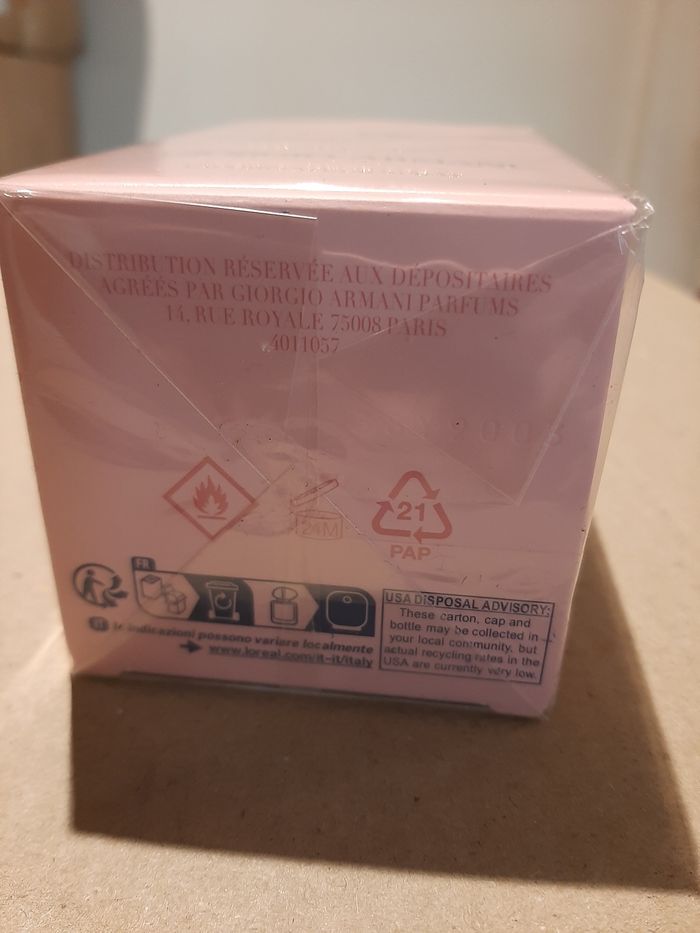 DISTRIBUTION RÉSERVÉE AUX DÉPOSITAIRES
AGRÉÉS PAR GIORGIO ARMANI PARFUMS
14, RUE ROYALE 75008 PARIS
4011057
24M
21
PAP
FR
USA DISPOSAL ADVISORY:
These carton, cap and
bottle may be collected in
your local community, but
actual recycling rates in the
USA are currently very low.
IT le indicazioni possono variare localmente
www.loreal.com/it-it/italy